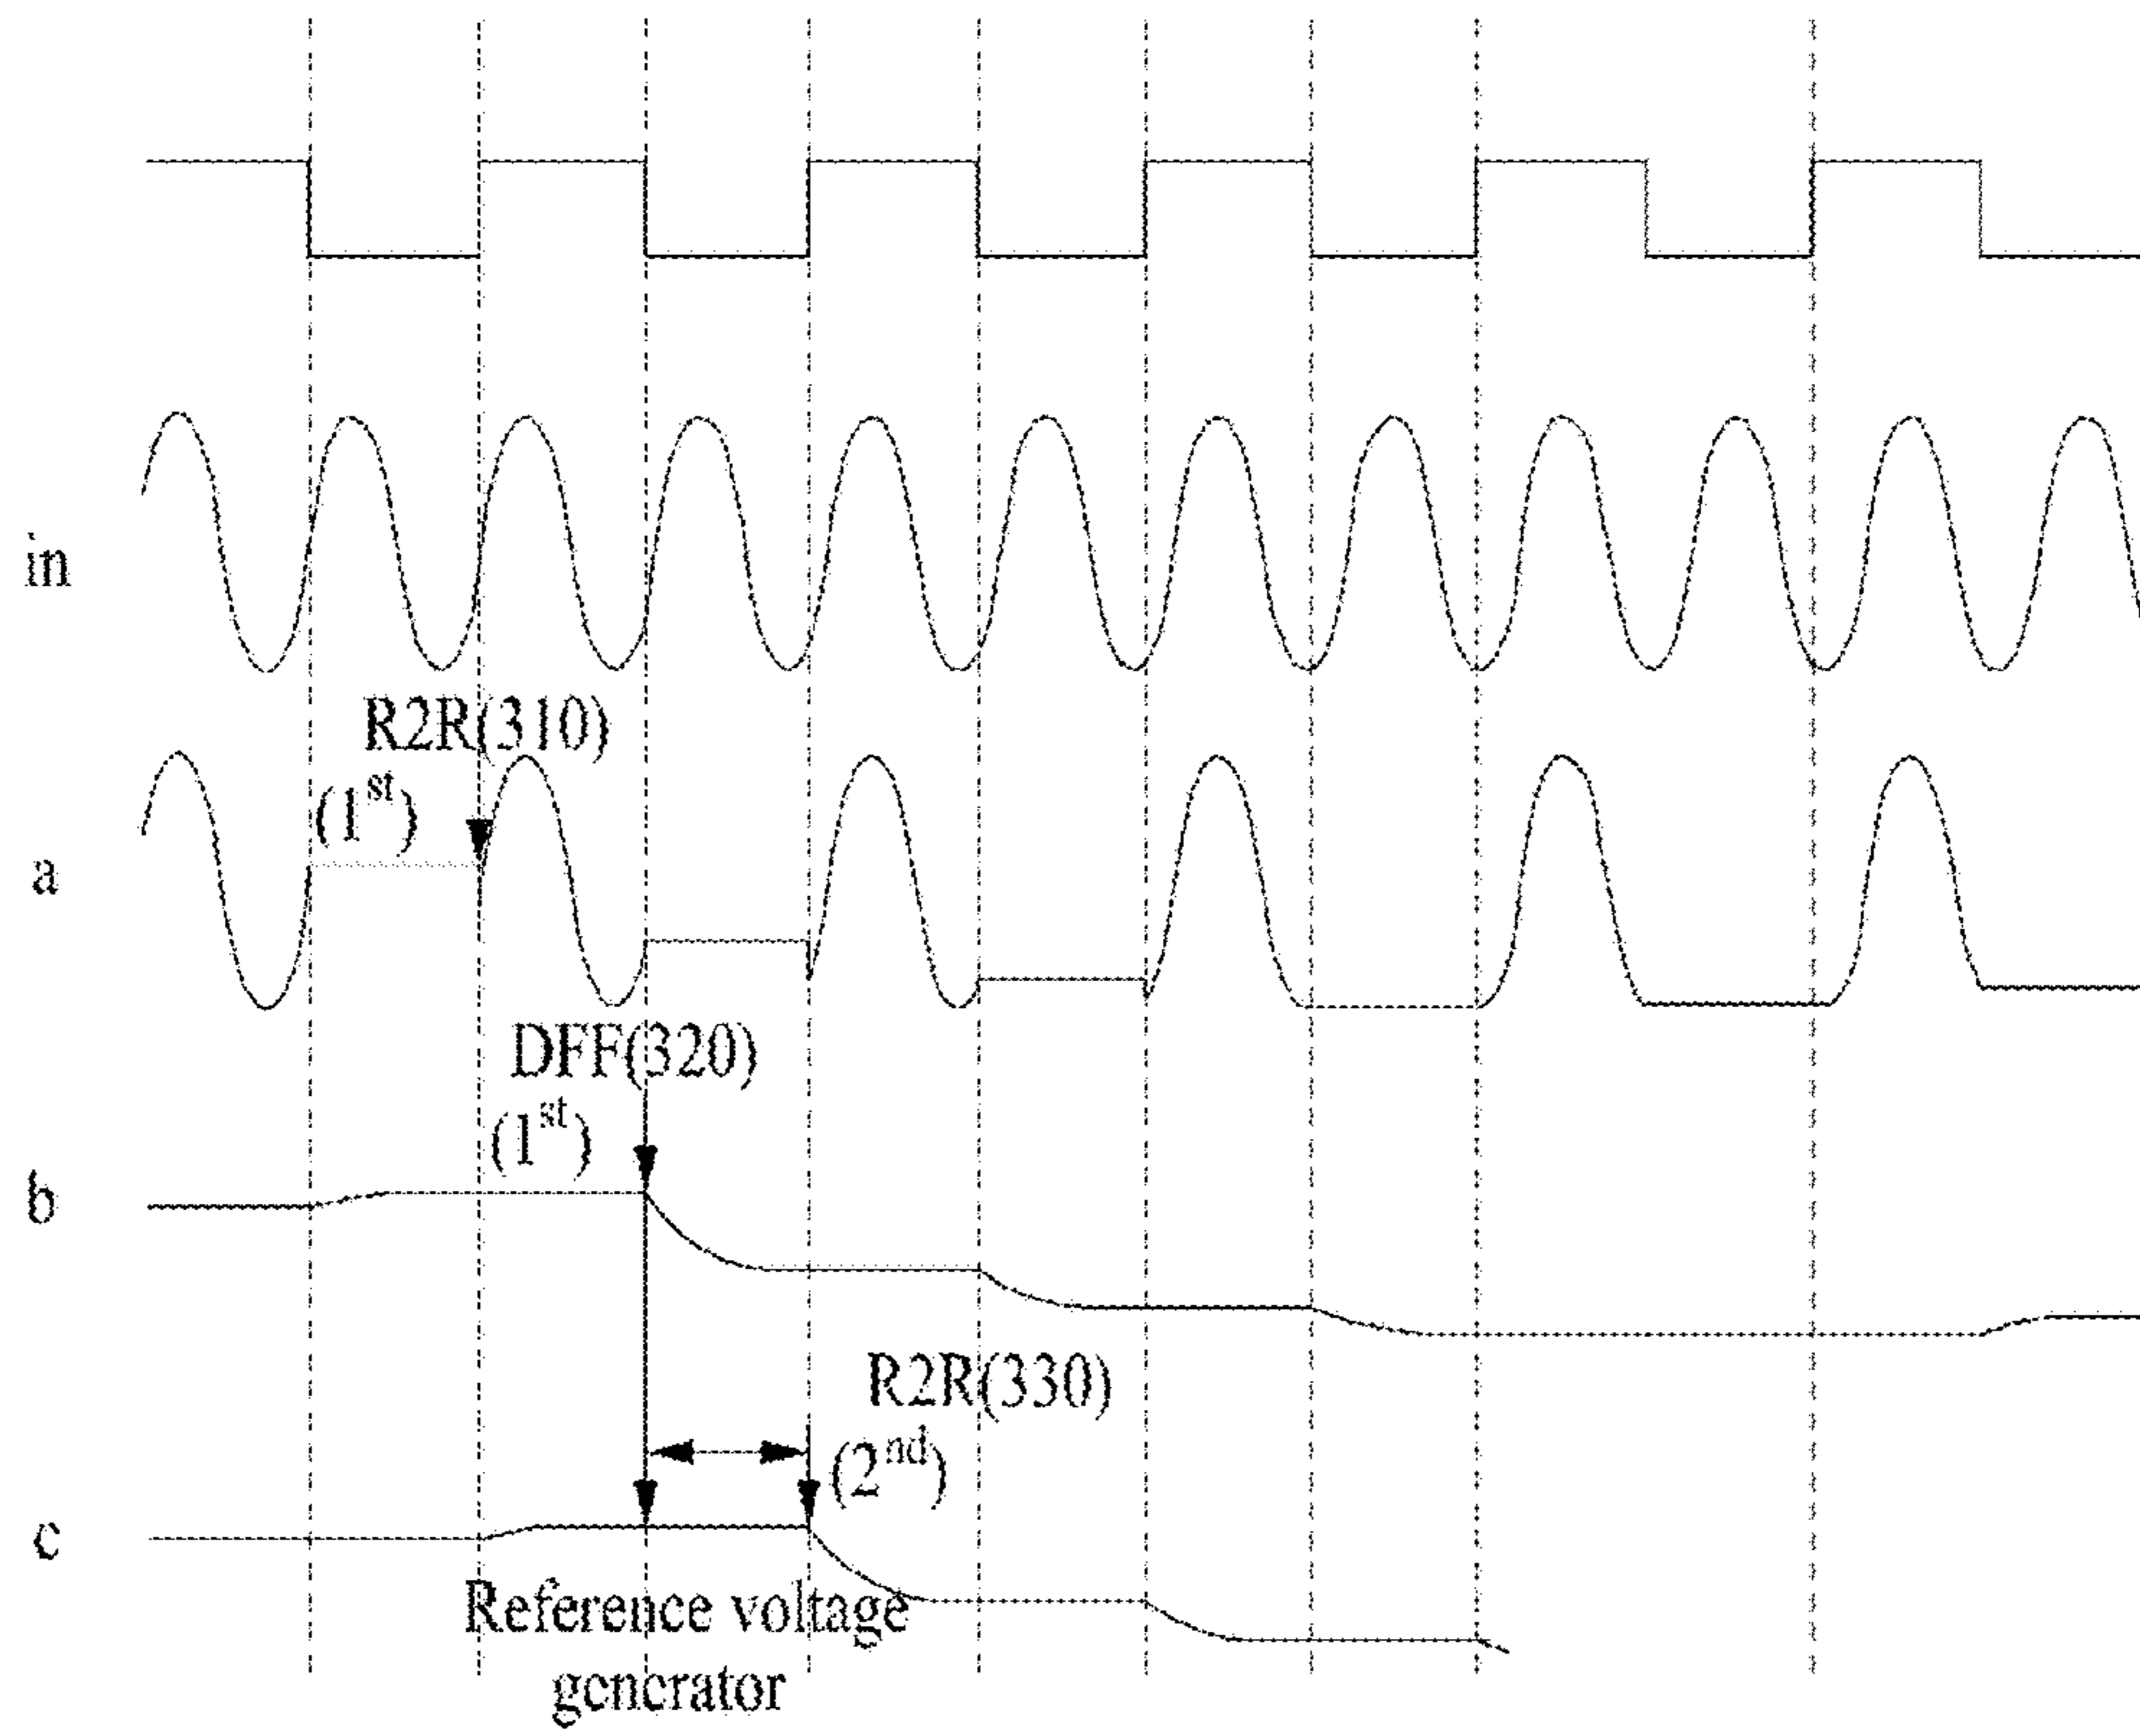 in
R2R(310)
(1st)
a
DFF(320)
(1st)
b
R2R(330)
(2nd)
c
Reference voltage
generator